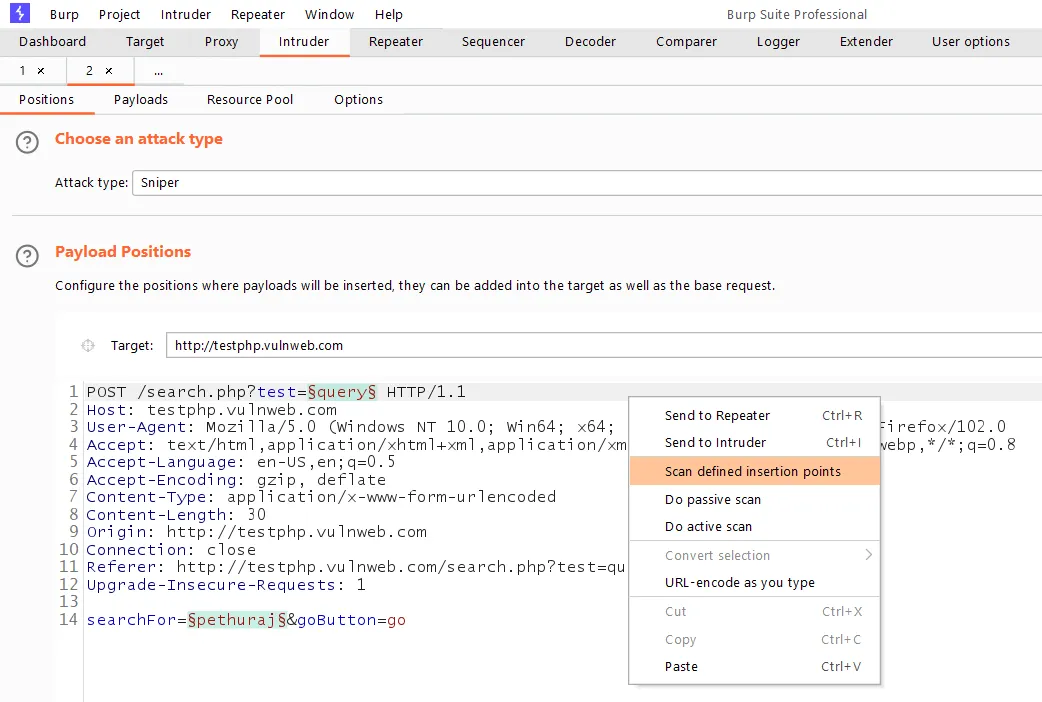 Burp Project Intruder Repeater Window Help Burp Suite Professional
Dashboard Target Proxy Intruder Repeater Sequencer Decoder Comparer Logger Extender User options
1 × 2 × ...
Positions Payloads Resource Pool Options
? Choose an attack type
Attack type: Sniper
? Payload Positions
Configure the positions where payloads will be inserted, they can be added into the target as well as the base request.
Target: http://testphp.vulnweb.com
1 POST /search.php?test=§query§ HTTP/1.1
2 Host: testphp.vulnweb.com
3 User-Agent: Mozilla/5.0 (Windows NT 10.0; Win64; x64; Firefox/102.0
4 Accept: text/html,application/xhtml+xml,application/xm webp,*/*;q=0.8
5 Accept-Language: en-US,en;q=0.5
6 Accept-Encoding: gzip, deflate
7 Content-Type: application/x-www-form-urlencoded
8 Content-Length: 30
9 Origin: http://testphp.vulnweb.com
10 Connection: close
11 Referer: http://testphp.vulnweb.com/search.php?test=qu
12 Upgrade-Insecure-Requests: 1
13
14 searchFor=§pethuraj§&goButton=go
Send to Repeater Ctrl+R
Send to Intruder Ctrl+I
Scan defined insertion points
Do passive scan
Do active scan
Convert selection
URL-encode as you type
Cut Ctrl+X
Copy Ctrl+C
Paste Ctrl+V